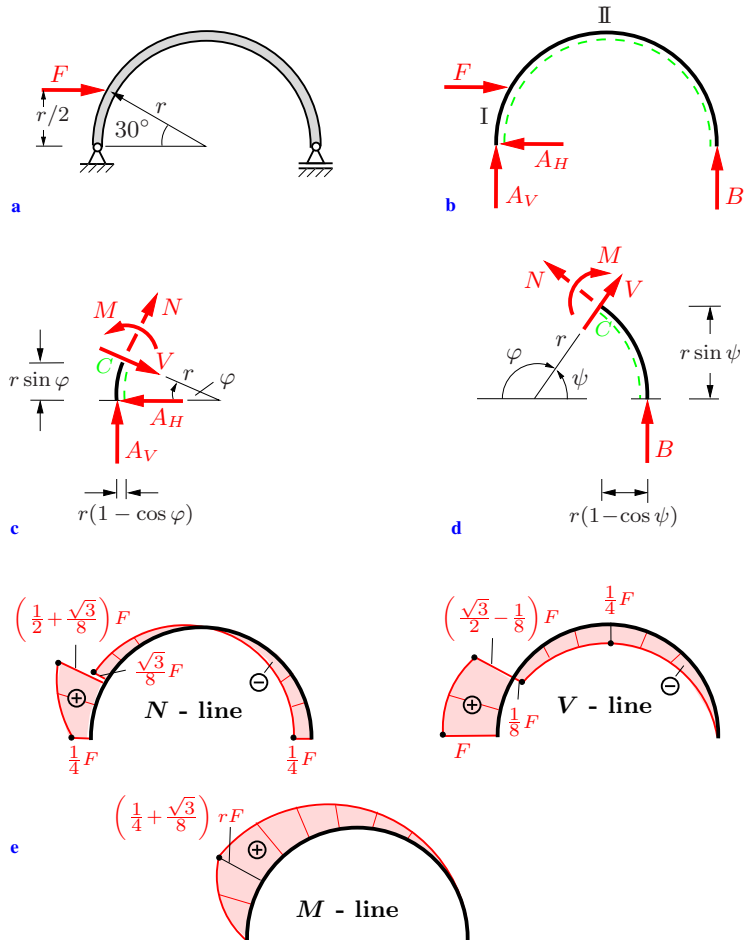 F
r/2
30°
r
a
II
F
I
A_H
A_V
B
b
M
N
C
V
r sin φ
r
φ
A_H
A_V
r(1 − cos φ)
c
M
N
V
C
r
φ
ψ
r sin ψ
B
r(1−cos ψ)
d
(1/2 + √3/8) F
√3/8 F
⊕
⊖
N - line
1/4 F
1/4 F
(√3/2 − 1/8) F
1/4 F
⊕
⊖
V - line
1/8 F
F
(1/4 + √3/8) rF
⊕
e
M - line